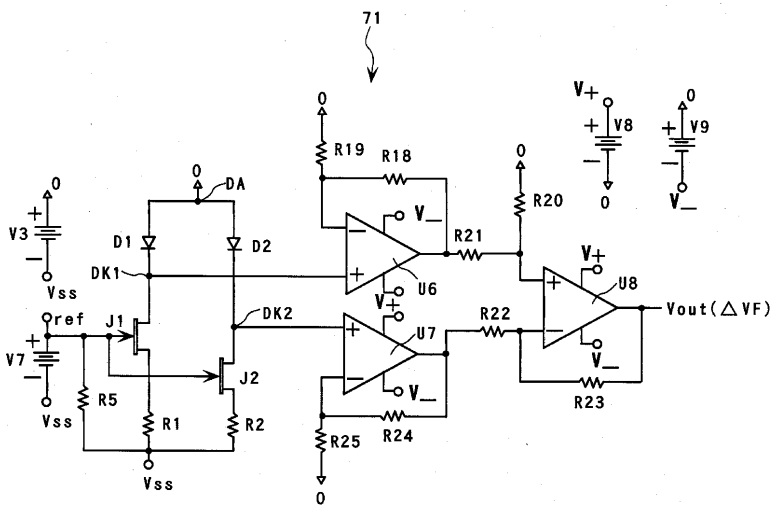 71
V+
0
0
0
+
V8
+
V9
R19
R18
0
0
DA
R20
−
−
0
V_
V_
0
+
V3
−
D1
D2
−
R21
V+
DK1
+
U6
+
U8
Vss
V+
DK2
R22
Vout(△VF)
ref
J1
+
U7
−
+
V7
−
J2
−
V_
V_
R23
R5
R1
R2
R25
R24
Vss
Vss
0